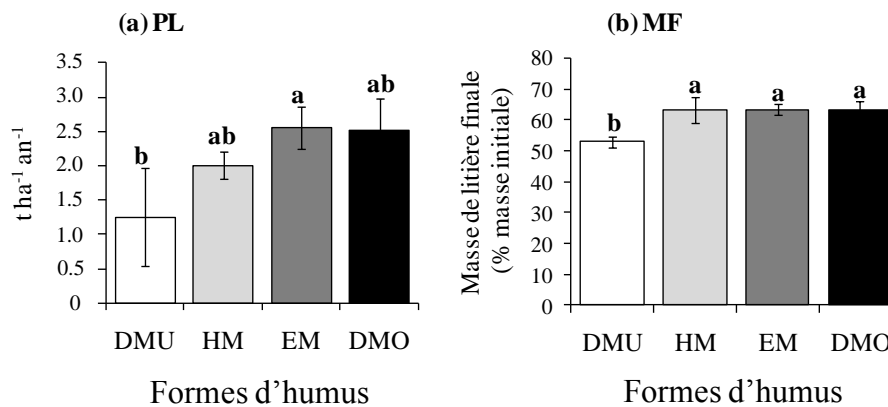 (a) PL
3.5
3.0
2.5
2.0
1.5
1.0
0.5
0
t ha-1 an-1
b
ab
a
ab
DMU HM EM DMO
Formes d'humus
(b) MF
80
70
60
50
40
30
20
10
0
Masse de litière finale
(% masse initiale)
b
a
a
a
DMU HM EM DMO
Formes d'humus